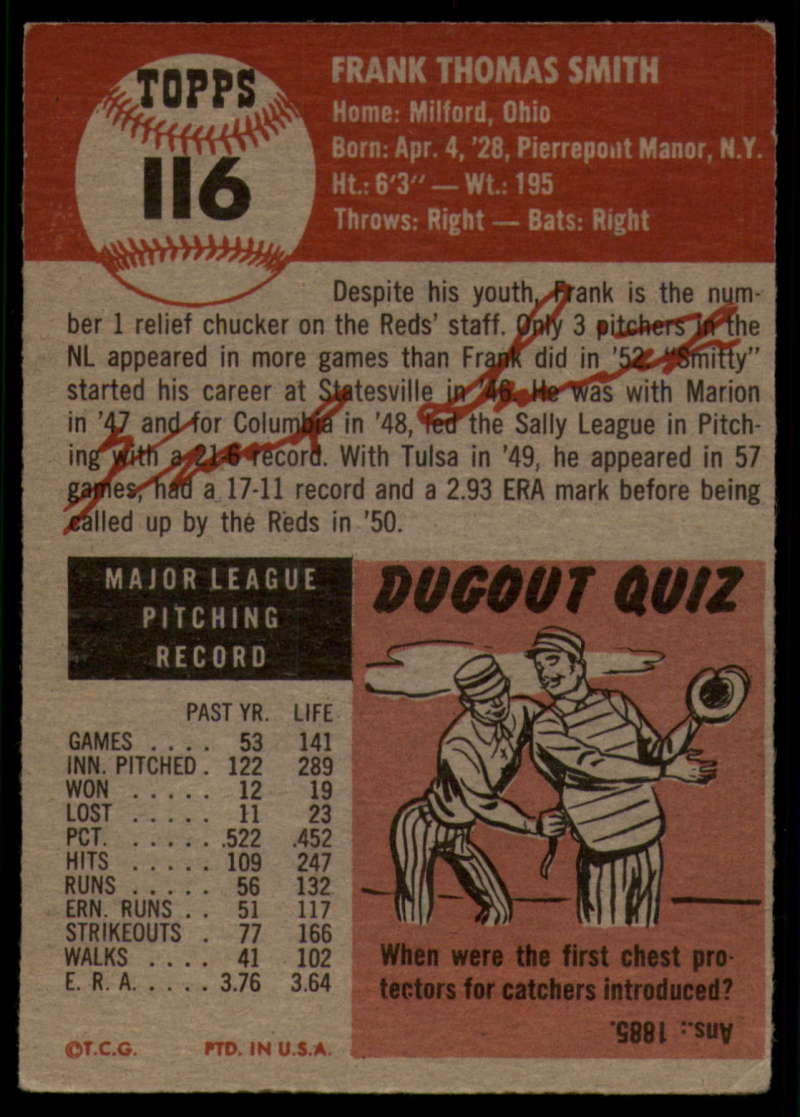 TOPPS
116
FRANK THOMAS SMITH
Home: Milford, Ohio
Born: Apr. 4, '28, Pierrepont Manor, N.Y.
Ht.: 6'3" — Wt.: 195
Throws: Right — Bats: Right
Despite his youth, Frank is the num-
ber 1 relief chucker on the Reds' staff. Only 3 pitchers in the
NL appeared in more games than Frank did in '52. "Smitty"
started his career at Statesville in '46. He was with Marion
in '47 and for Columbia in '48, led the Sally League in Pitch-
ing with a 21-6 record. With Tulsa in '49, he appeared in 57
games, had a 17-11 record and a 2.93 ERA mark before being
called up by the Reds in '50.
MAJOR LEAGUE
PITCHING
RECORD
PAST YR. LIFE
GAMES . . . . 53 141
INN. PITCHED . 122 289
WON . . . . . 12 19
LOST . . . . . 11 23
PCT. . . . . . .522 .452
HITS . . . . . 109 247
RUNS . . . . . 56 132
ERN. RUNS . . 51 117
STRIKEOUTS . 77 166
WALKS . . . . 41 102
E. R. A. . . . . 3.76 3.64
©T.C.G. PTD. IN U.S.A.
DUGOUT QUIZ
When were the first chest pro-
tectors for catchers introduced?
Ans.: 1885.